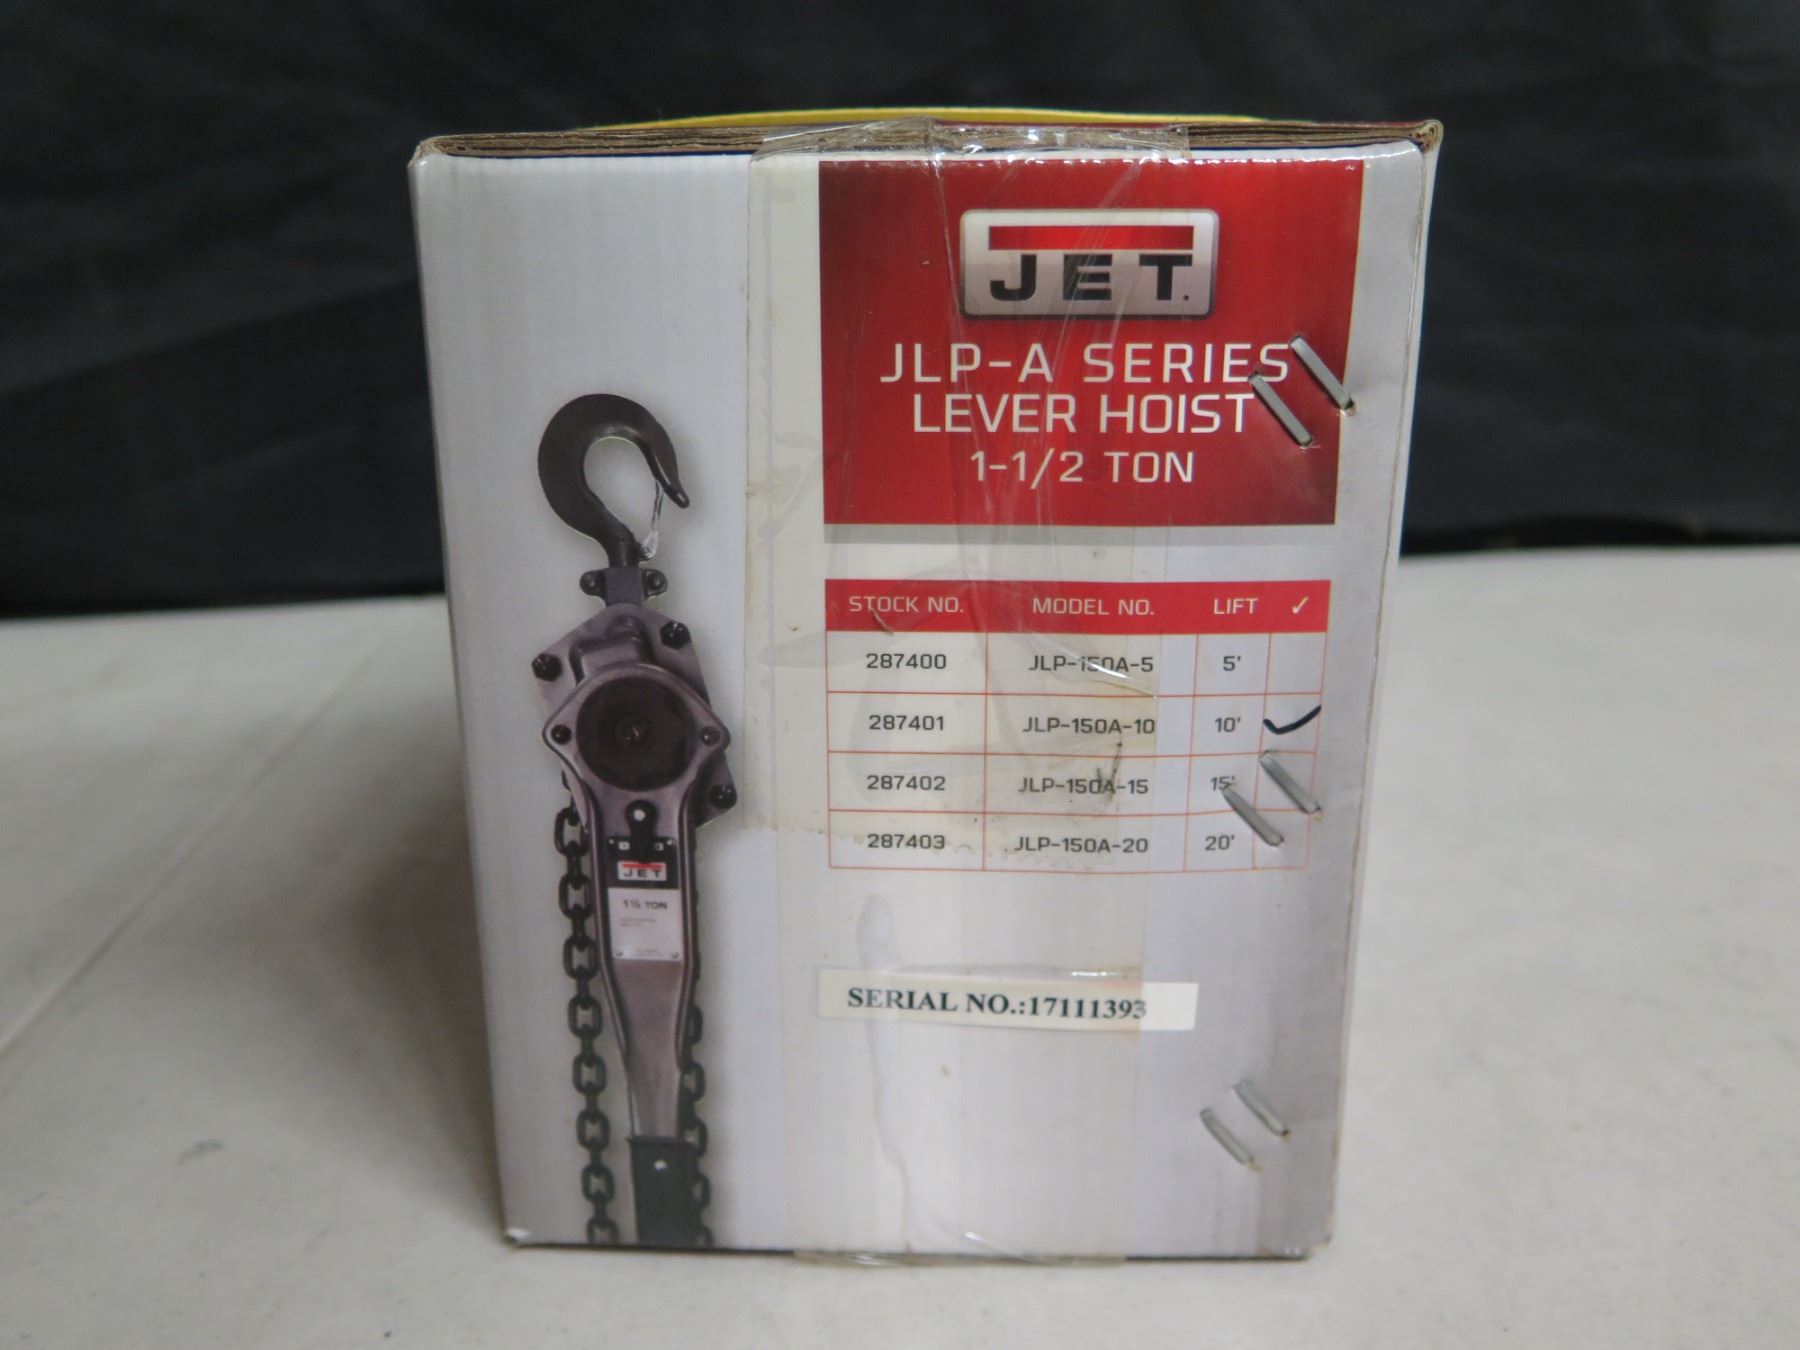 JET
JLP-A SERIES
LEVER HOIST
1-1/2 TON
STOCK NO. MODEL NO. LIFT ✓
287400 JLP-150A-5 5'
287401 JLP-150A-10 10' ✓
287402 JLP-150A-15 15'
287403 JLP-150A-20 20'
SERIAL NO.:17111393
JET
1½ TON